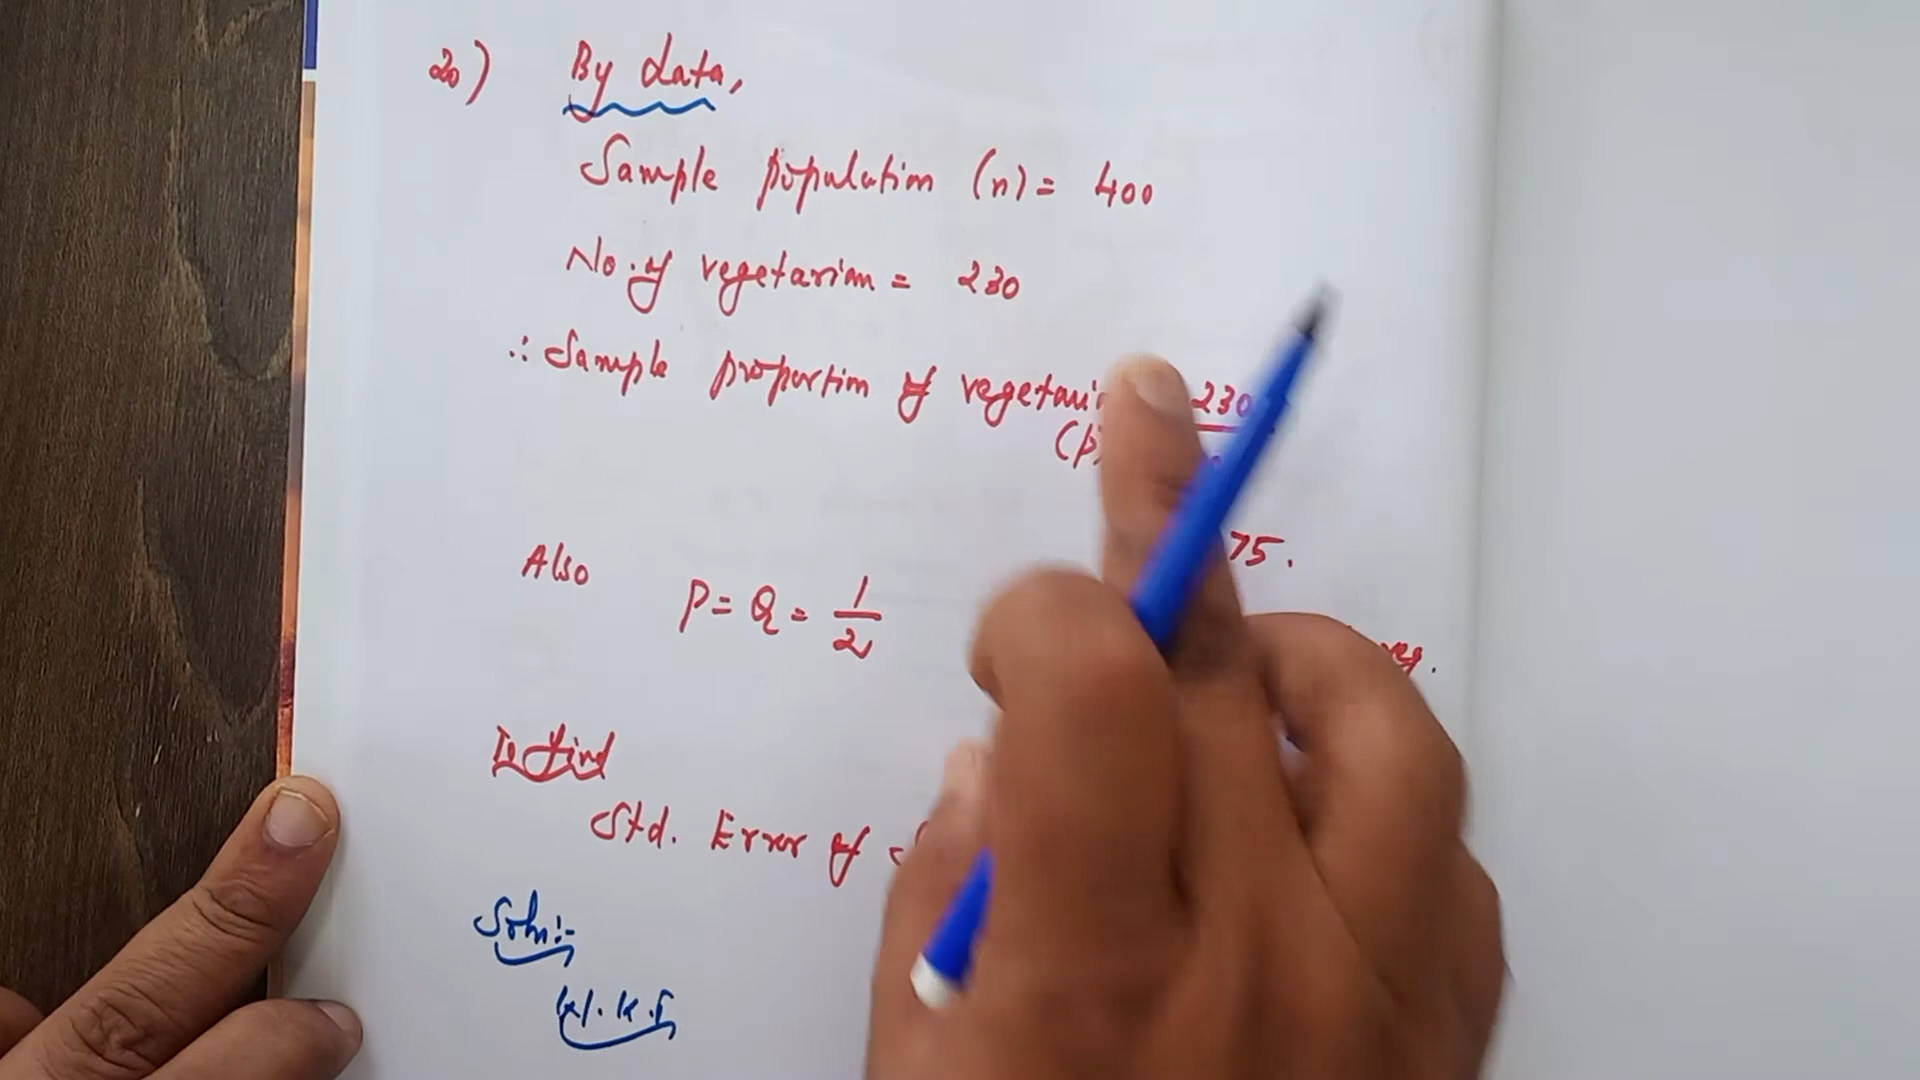 20) By data,
Sample population (n) = 400
No. of vegetarian = 230
∴ Sample proportion of 230
(p)
75.
Also P = Q = 1/2
To find
Std. Error of
Soln:-
W.K.T